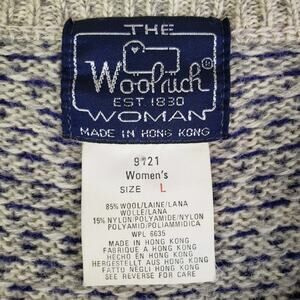 THE
Woolrich®
EST. 1830
WOMAN
MADE IN HONG KONG
9121
Women's
SIZE L
85% WOOL/LAINE/LANA
WOLLE/LANA
15% NYLON/POLYAMIDE/NYLON
POLYAMID/POLIAMMIDICA
WPL 6635
MADE IN HONG KONG
FABRIQUE A HONG KONG
HECHO EN HONG KONG
HERGESTELLT AUS HONG KONG
FATTO NEGLI HONG KONG
SEE REVERSE FOR CARE